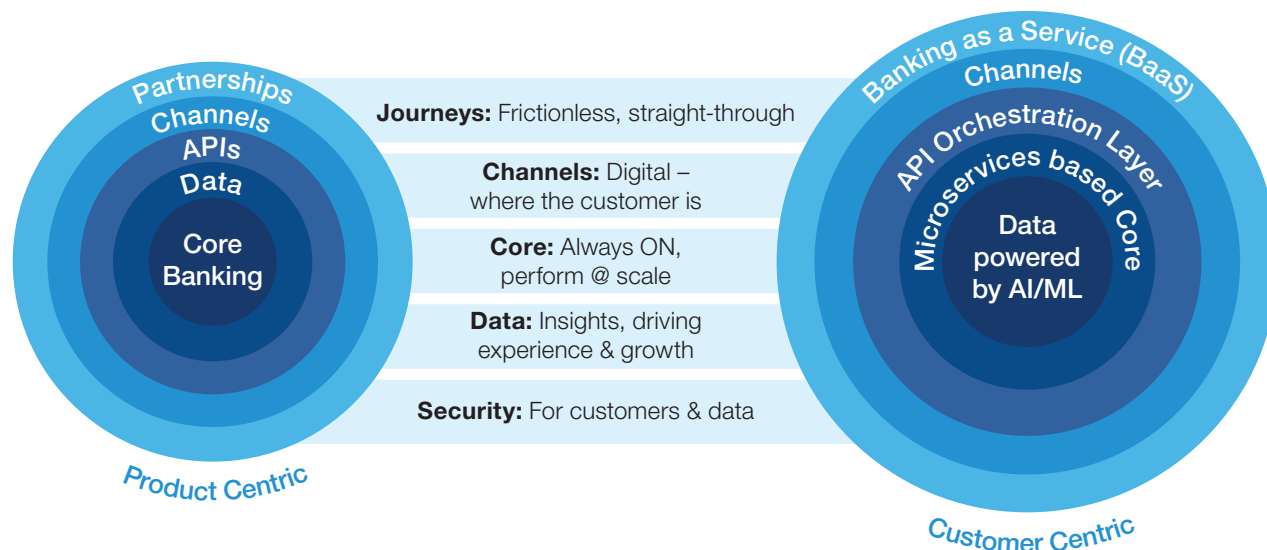 Partnerships
Channels
APIs
Data
Core
Banking
Product Centric
Journeys: Frictionless, straight-through
Channels: Digital –
where the customer is
Core: Always ON,
perform @ scale
Data: Insights, driving
experience & growth
Security: For customers & data
Banking as a Service (BaaS)
Channels
API Orchestration Layer
Microservices based Core
Data
powered
by AI/ML
Customer Centric